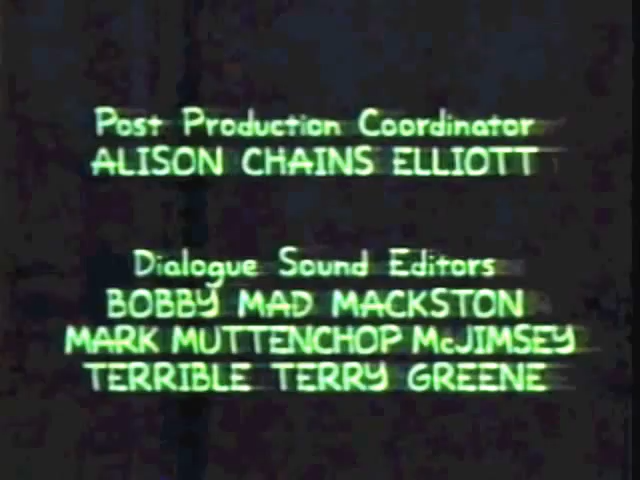 Post Production Coordinator
ALISON CHAINS ELLIOTT
Dialogue Sound Editors
BOBBY MAD MACKSTON
MARK MUTTENCHOP McJIMSEY
TERRIBLE TERRY GREENE